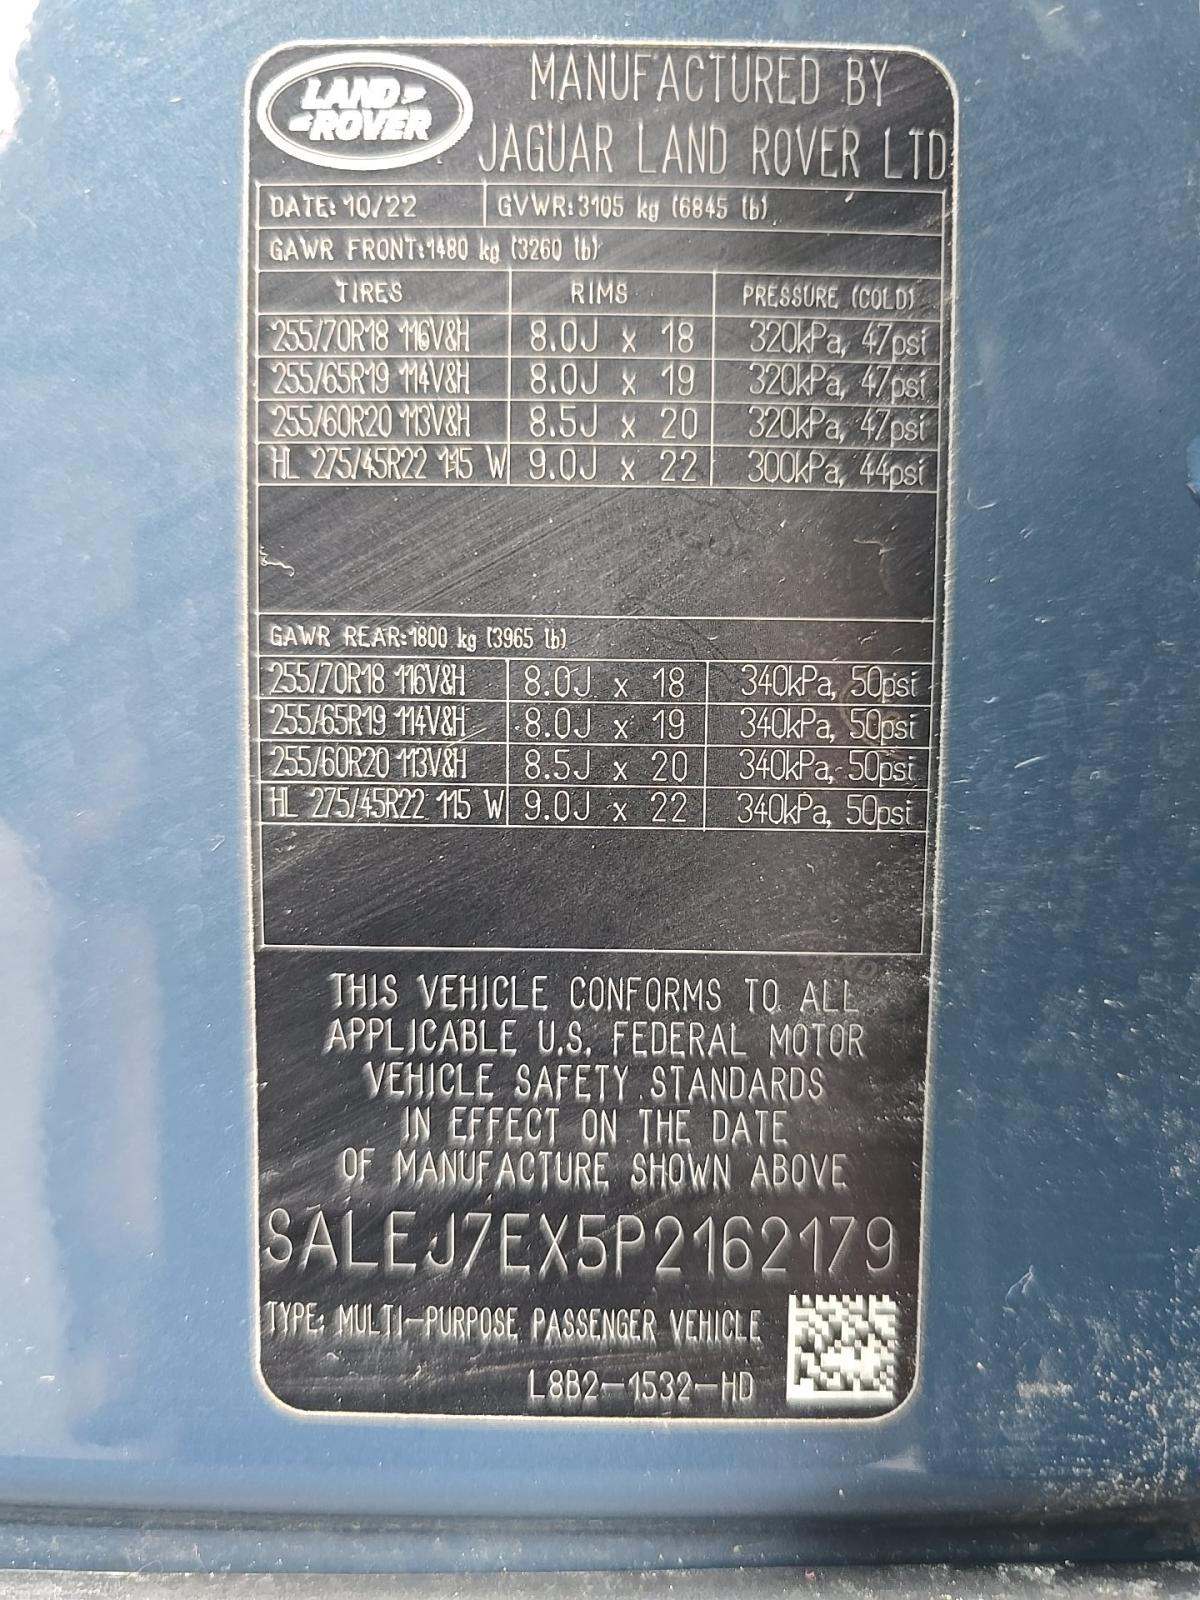 LAND
ROVER
MANUFACTURED BY
JAGUAR LAND ROVER LTD
DATE: 10/22 GVWR: 3105 kg (6845 lb)
GAWR FRONT: 1480 kg (3260 lb)
TIRES RIMS PRESSURE (COLD)
255/70R18 116V&H 8.0J x 18 320kPa, 47psi
255/65R19 114V&H 8.0J x 19 320kPa, 47psi
255/60R20 113V&H 8.5J x 20 320kPa, 47psi
HL 275/45R22 115 W 9.0J x 22 300kPa, 44psi
GAWR REAR: 1800 kg (3965 lb)
255/70R18 116V&H 8.0J x 18 340kPa, 50psi
255/65R19 114V&H 8.0J x 19 340kPa, 50psi
255/60R20 113V&H 8.5J x 20 340kPa, 50psi
HL 275/45R22 115 W 9.0J x 22 340kPa, 50psi
THIS VEHICLE CONFORMS TO ALL
APPLICABLE U.S. FEDERAL MOTOR
VEHICLE SAFETY STANDARDS
IN EFFECT ON THE DATE
OF MANUFACTURE SHOWN ABOVE
SALEJ7EX5P2162179
TYPE: MULTI-PURPOSE PASSENGER VEHICLE
L8B2-1532-HD